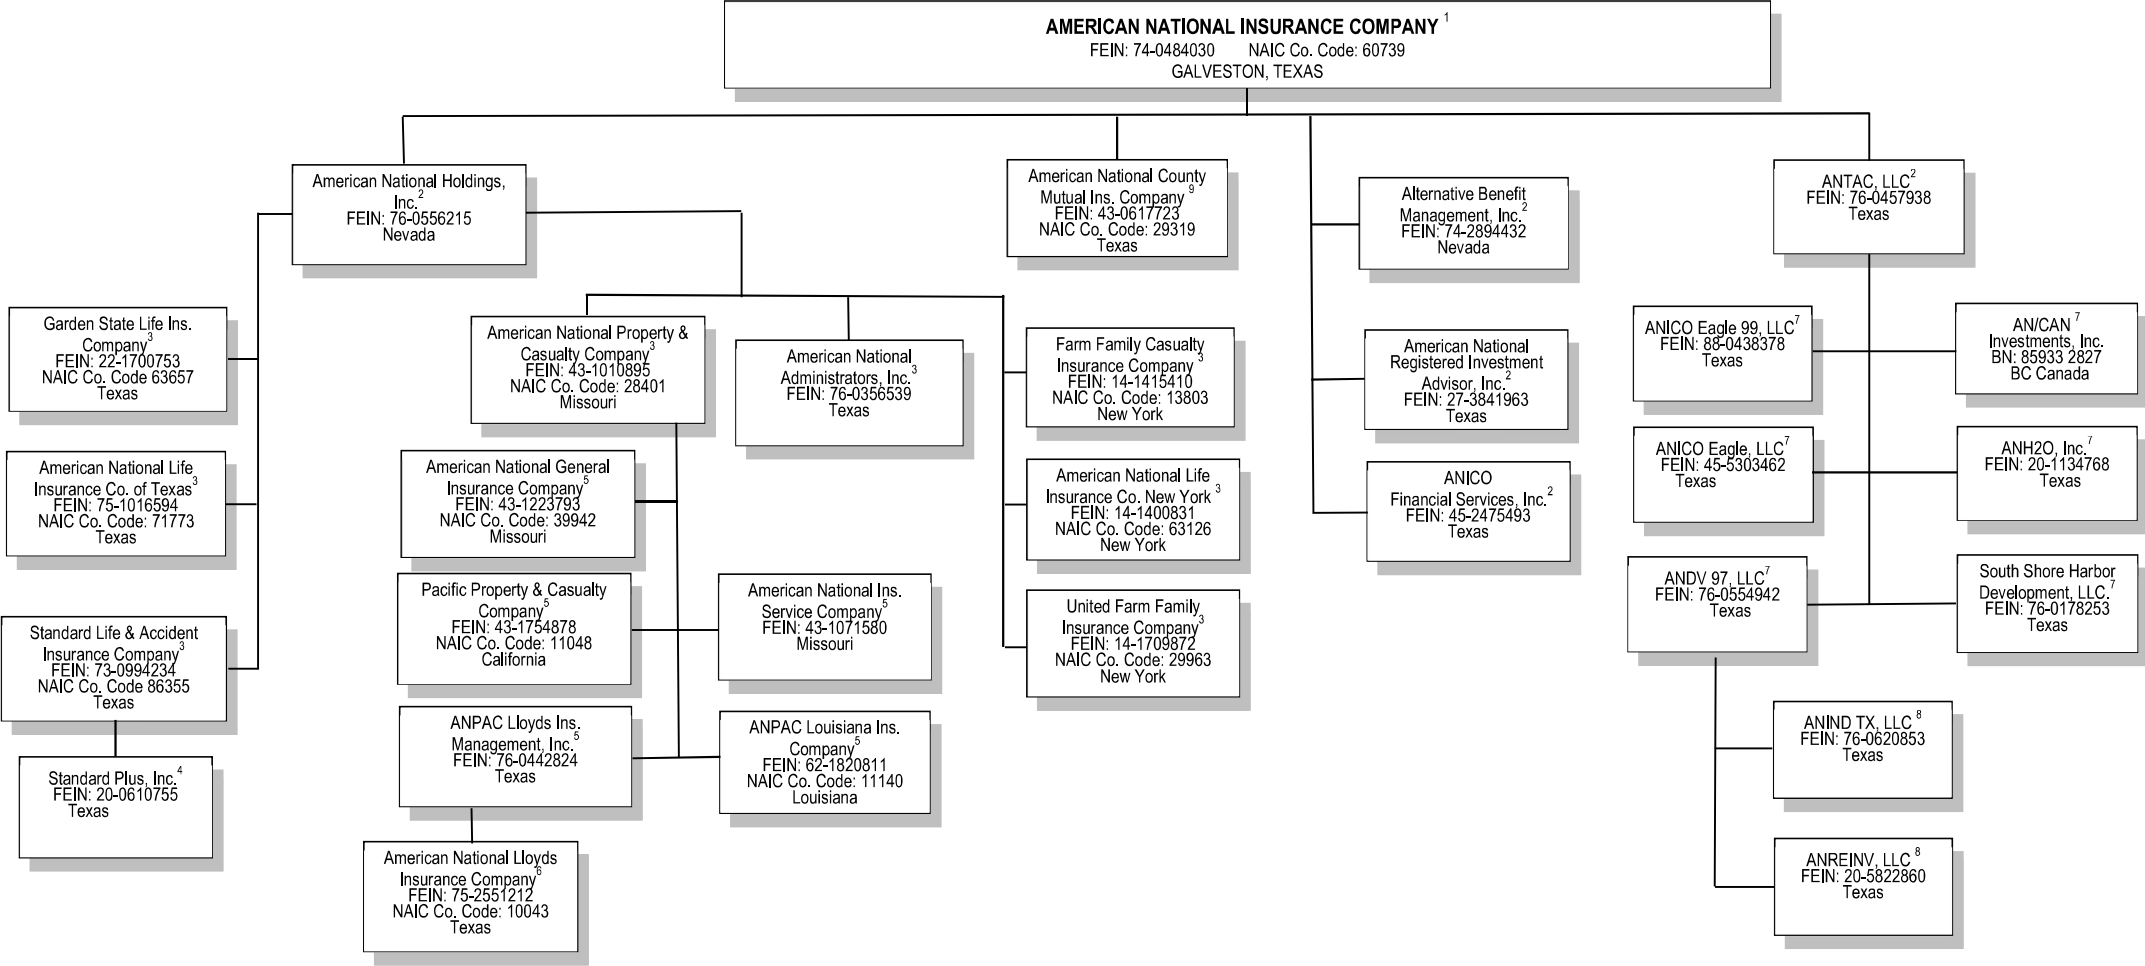 AMERICAN NATIONAL INSURANCE COMPANY 1
FEIN: 74-0484030 NAIC Co. Code: 60739
GALVESTON, TEXAS
American National Holdings,
Inc.2
FEIN: 76-0556215
Nevada
American National County
Mutual Ins. Company 9
FEIN: 43-0617723
NAIC Co. Code: 29319
Texas
Alternative Benefit
Management, Inc.2
FEIN: 74-2894432
Nevada
ANTAC, LLC2
FEIN: 76-0457938
Texas
Garden State Life Ins.
Company3
FEIN: 22-1700753
NAIC Co. Code 63657
Texas
American National Property &
Casualty Company3
FEIN: 43-1010895
NAIC Co. Code: 28401
Missouri
American National
Administrators, Inc.3
FEIN: 76-0356539
Texas
Farm Family Casualty
Insurance Company3
FEIN: 14-1415410
NAIC Co. Code: 13803
New York
American National
Registered Investment
Advisor, Inc.2
FEIN: 27-3841963
Texas
ANICO Eagle 99, LLC7
FEIN: 88-0438378
Texas
AN/CAN 7
Investments, Inc.
BN: 85933 2827
BC Canada
American National Life
Insurance Co. of Texas3
FEIN: 75-1016594
NAIC Co. Code: 71773
Texas
American National General
Insurance Company5
FEIN: 43-1223793
NAIC Co. Code: 39942
Missouri
American National Life
Insurance Co. New York 3
FEIN: 14-1400831
NAIC Co. Code: 63126
New York
ANICO
Financial Services, Inc.2
FEIN: 45-2475493
Texas
ANICO Eagle, LLC7
FEIN: 45-5303462
Texas
ANH2O, Inc.7
FEIN: 20-1134768
Texas
Standard Life & Accident
Insurance Company3
FEIN: 73-0994234
NAIC Co. Code 86355
Texas
Pacific Property & Casualty
Company5
FEIN: 43-1754878
NAIC Co. Code: 11048
California
American National Ins.
Service Company5
FEIN: 43-1071580
Missouri
United Farm Family
Insurance Company3
FEIN: 14-1709872
NAIC Co. Code: 29963
New York
ANDV 97, LLC7
FEIN: 76-0554942
Texas
South Shore Harbor
Development, LLC.7
FEIN: 76-0178253
Texas
Standard Plus, Inc.4
FEIN: 20-0610755
Texas
ANPAC Lloyds Ins.
Management, Inc.5
FEIN: 76-0442824
Texas
ANPAC Louisiana Ins.
Company5
FEIN: 62-1820811
NAIC Co. Code: 11140
Louisiana
ANIND TX, LLC 8
FEIN: 76-0620853
Texas
American National Lloyds
Insurance Company6
FEIN: 75-2551212
NAIC Co. Code: 10043
Texas
ANREINV, LLC 8
FEIN: 20-5822860
Texas